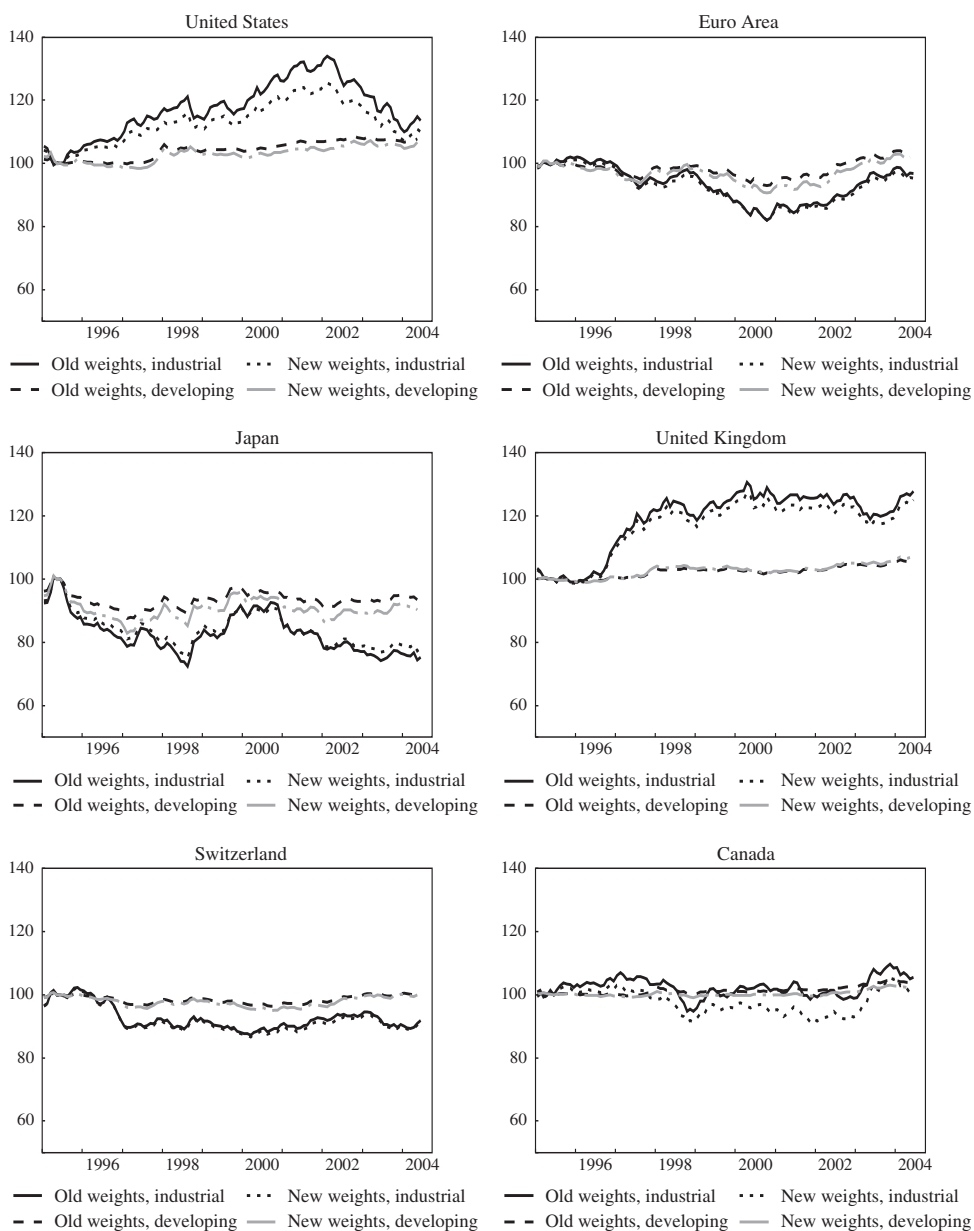 United States
140
120
100
80
60
1996 1998 2000 2002 2004
Old weights, industrial New weights, industrial
Old weights, developing New weights, developing
Euro Area
140
120
100
80
60
1996 1998 2000 2002 2004
Old weights, industrial New weights, industrial
Old weights, developing New weights, developing
Japan
140
120
100
80
60
1996 1998 2000 2002 2004
Old weights, industrial New weights, industrial
Old weights, developing New weights, developing
United Kingdom
140
120
100
80
60
1996 1998 2000 2002 2004
Old weights, industrial New weights, industrial
Old weights, developing New weights, developing
Switzerland
140
120
100
80
60
1996 1998 2000 2002 2004
Old weights, industrial New weights, industrial
Old weights, developing New weights, developing
Canada
140
120
100
80
60
1996 1998 2000 2002 2004
Old weights, industrial New weights, industrial
Old weights, developing New weights, developing